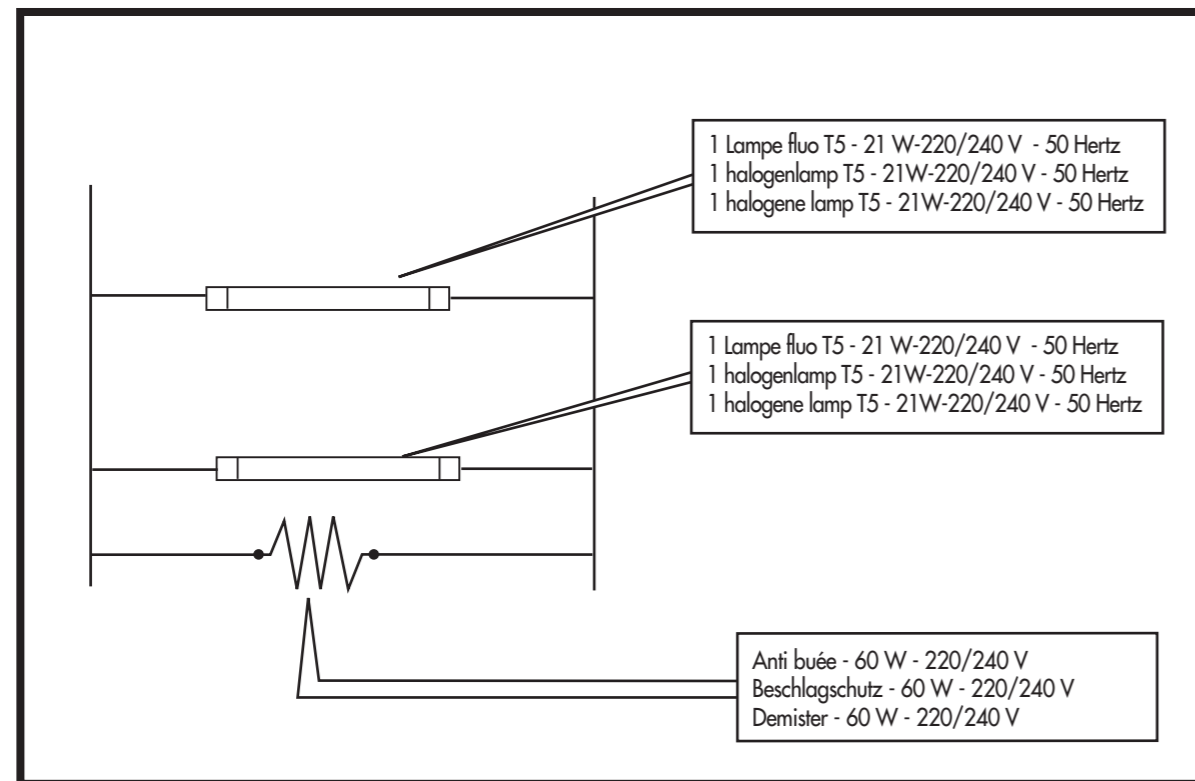 1 Lampe fluo T5 - 21 W-220/240 V - 50 Hertz
1 halogenlamp T5 - 21W-220/240 V - 50 Hertz
1 halogene lamp T5 - 21W-220/240 V - 50 Hertz
1 Lampe fluo T5 - 21 W-220/240 V - 50 Hertz
1 halogenlamp T5 - 21W-220/240 V - 50 Hertz
1 halogene lamp T5 - 21W-220/240 V - 50 Hertz
Anti buée - 60 W - 220/240 V
Beschlagschutz - 60 W - 220/240 V
Demister - 60 W - 220/240 V